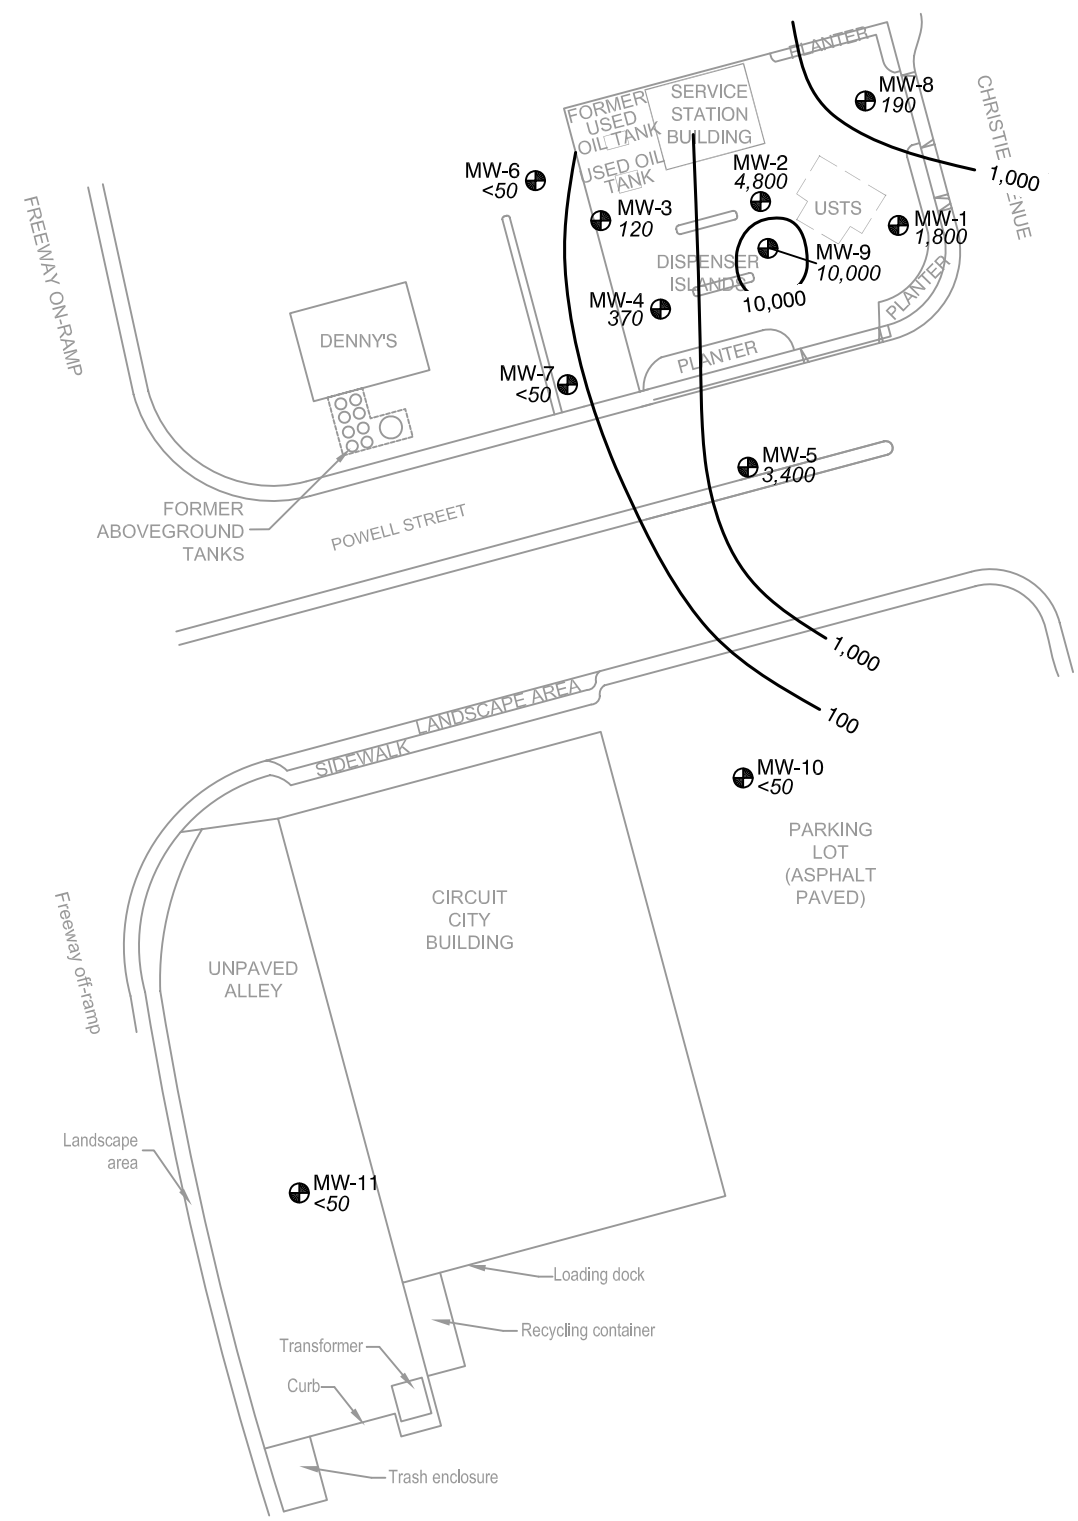 PLANTER
MW-8
190
CHRISTIE
ENUE
1,000
FORMER
USED
OIL TANK
SERVICE
STATION
BUILDING
USED OIL
TANK
MW-6
<50
MW-2
4,800
MW-3
120
USTS
MW-1
1,800
MW-9
10,000
DISPENSER
ISLANDS
10,000
PLANTER
MW-4
370
PLANTER
FREEWAY ON-RAMP
DENNY'S
MW-7
<50
MW-5
3,400
FORMER
ABOVEGROUND
TANKS
POWELL STREET
1,000
100
LANDSCAPE AREA
SIDEWALK
MW-10
<50
PARKING
LOT
(ASPHALT
PAVED)
CIRCUIT
CITY
BUILDING
Freeway off-ramp
UNPAVED
ALLEY
Landscape
area
MW-11
<50
Loading dock
Recycling container
Transformer
Curb
Trash enclosure